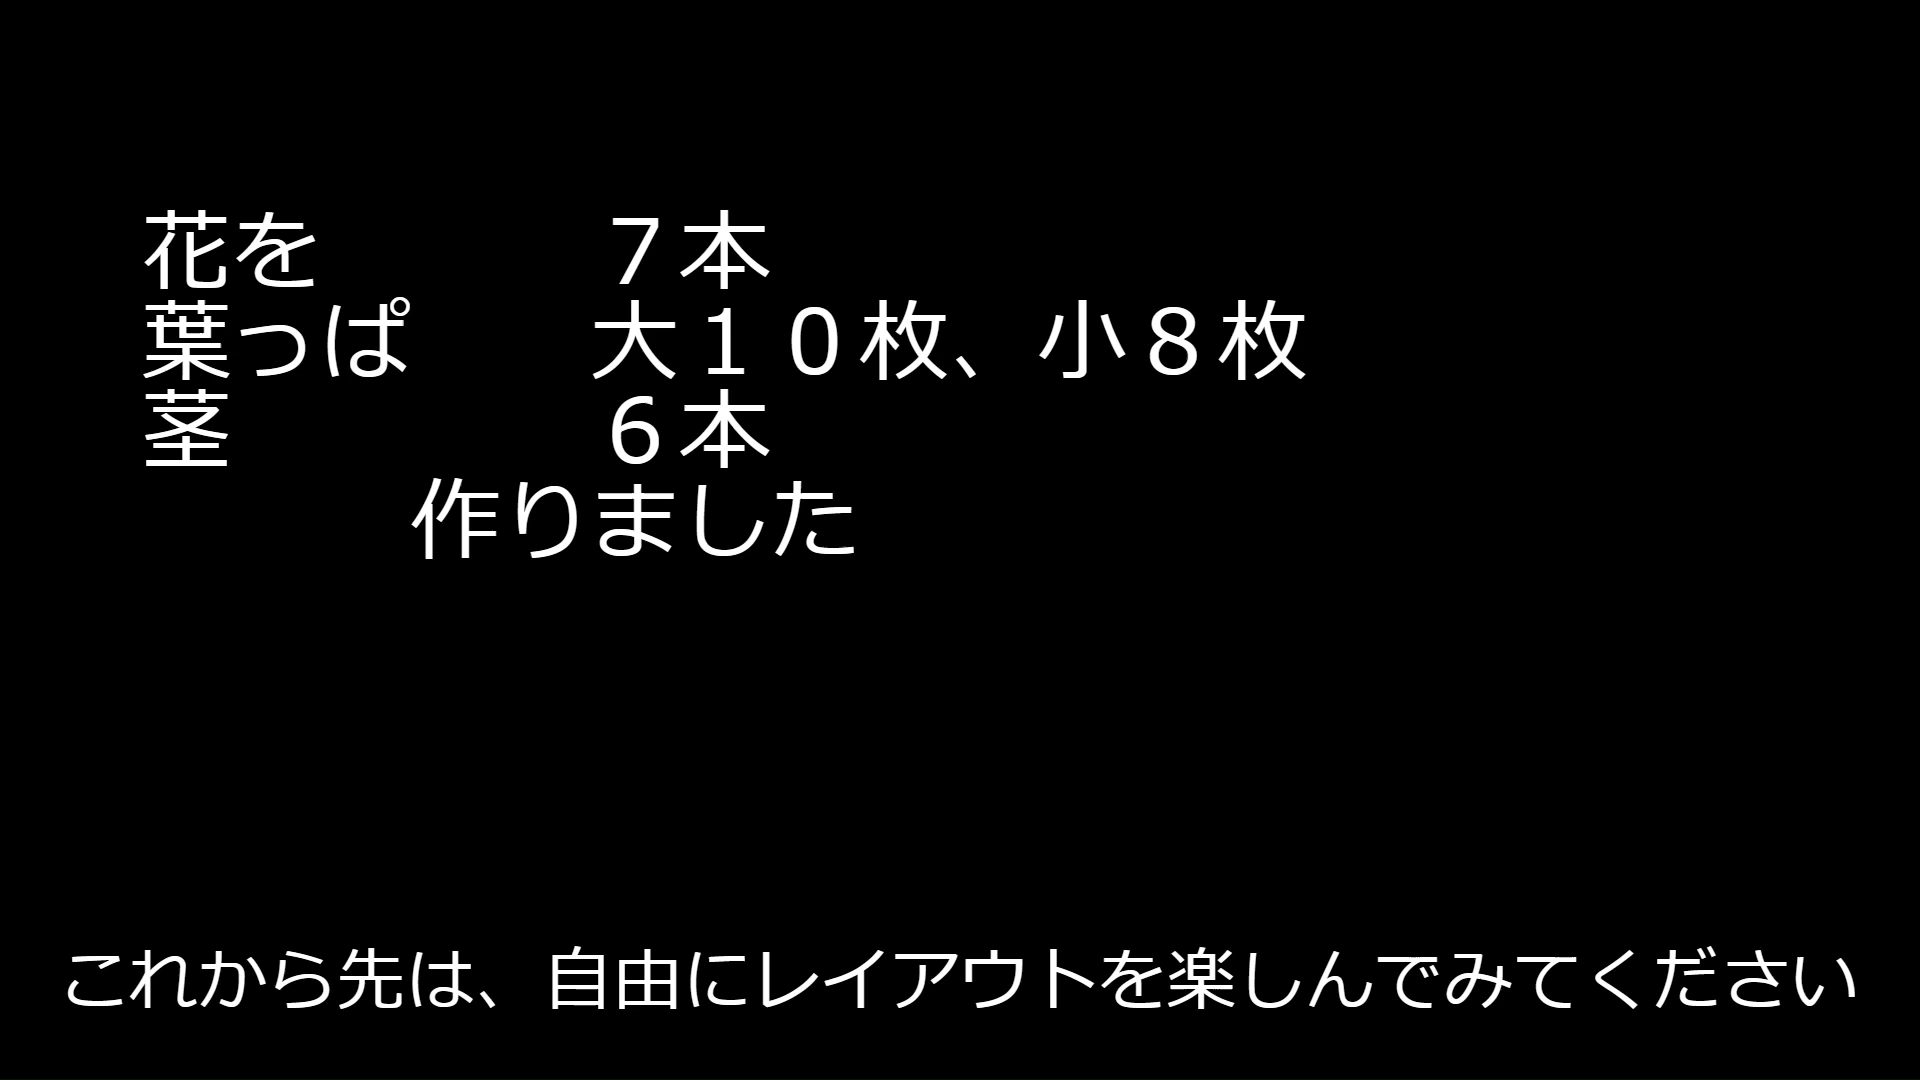 花を　　　７本
葉っぱ　　大１０枚、小８枚
茎　　　　６本
作りました
これから先は、自由にレイアウトを楽しんでみてください